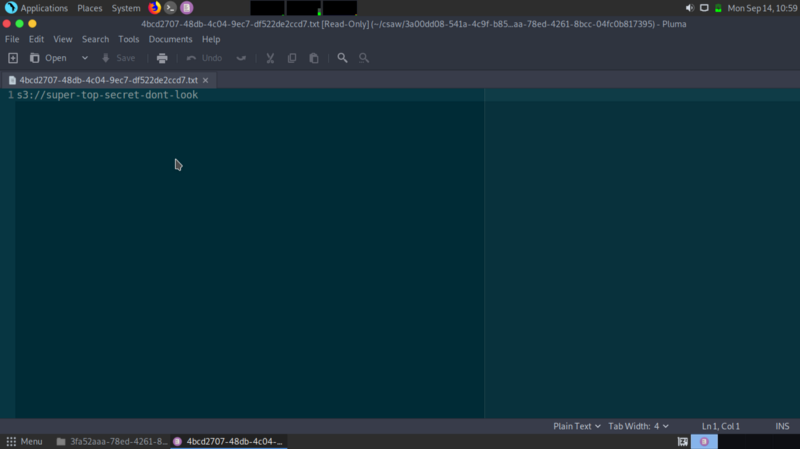 Applications Places System Mon Sep 14, 10:59
4bcd2707-48db-4c04-9ec7-df522de2ccd7.txt [Read-Only] (~/csaw/3a00dd08-541a-4c9f-b85...aa-78ed-4261-8bcc-04fc0b817395) - Pluma
File Edit View Search Tools Documents Help
Open Save Undo
4bcd2707-48db-4c04-9ec7-df522de2ccd7.txt
1 s3://super-top-secret-dont-look
Plain Text Tab Width: 4 Ln 1, Col 1 INS
Menu 3fa52aaa-78ed-4261-8... 4bcd2707-48db-4c04-...